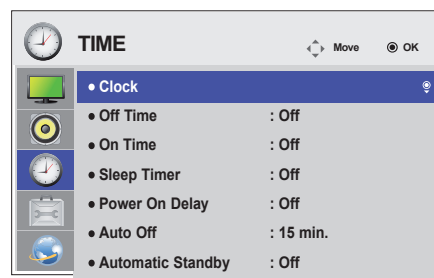 TIME Move OK
● Clock
● Off Time : Off
● On Time : Off
● Sleep Timer : Off
● Power On Delay : Off
● Auto Off : 15 min.
● Automatic Standby : Off